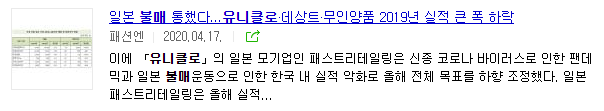 일본 불매 통했다...유니클로·데상트·무인양품 2019년 실적 큰 폭 하락
패션엔 2020.04.17.
이에 「유니클로」의 일본 모기업인 패스트리테일링은 신종 코로나 바이러스로 인한 팬데
믹과 일본 불매운동으로 인한 한국 내 실적 악화로 올해 전체 목표를 하향 조정했다. 일본
패스트리테일링은 올해 실적...